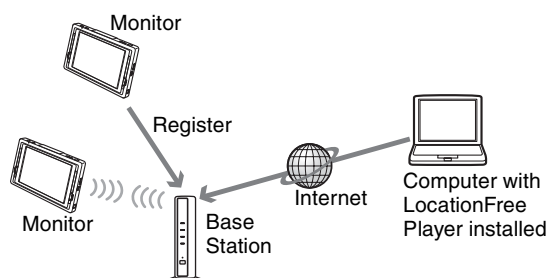 Monitor
Register
Monitor
Base
Station
Internet
Computer with
LocationFree
Player installed